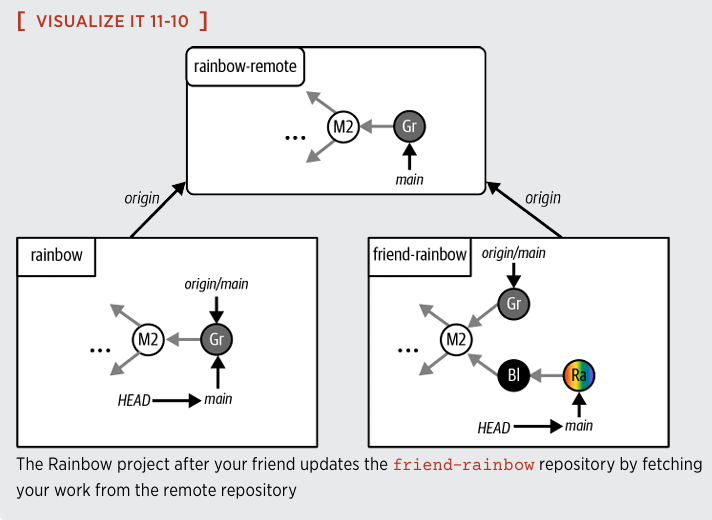 [ VISUALIZE IT 11-10 ]
rainbow-remote
M2
Gr
...
main
origin
origin
rainbow
origin/main
M2
Gr
...
HEAD
main
friend-rainbow
origin/main
Gr
M2
...
Bl
Ra
HEAD
main
The Rainbow project after your friend updates the friend-rainbow repository by fetching
your work from the remote repository